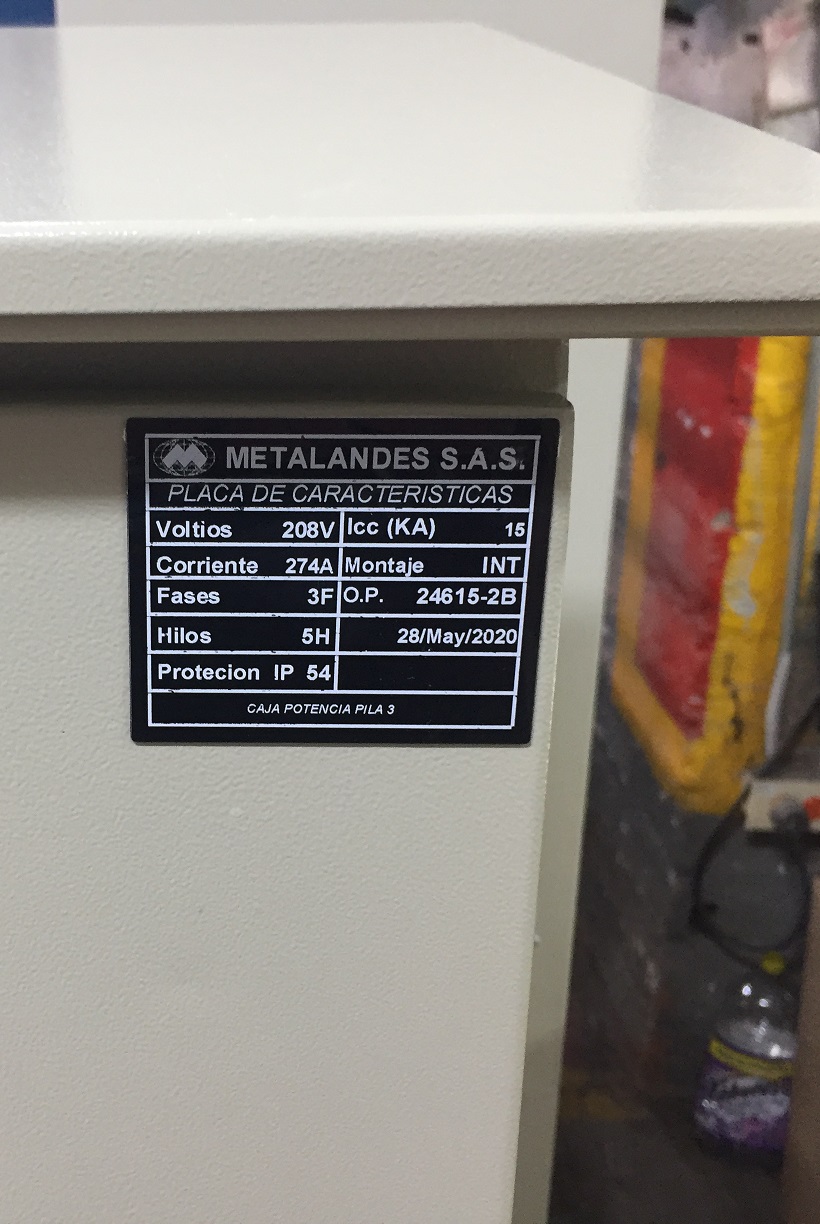 METALANDES S.A.S.
PLACA DE CARACTERISTICAS
Voltios 208V Icc (KA) 15
Corriente 274A Montaje INT
Fases 3F O.P. 24615-2B
Hilos 5H 28/May/2020
Protecion IP 54
CAJA POTENCIA PILA 3